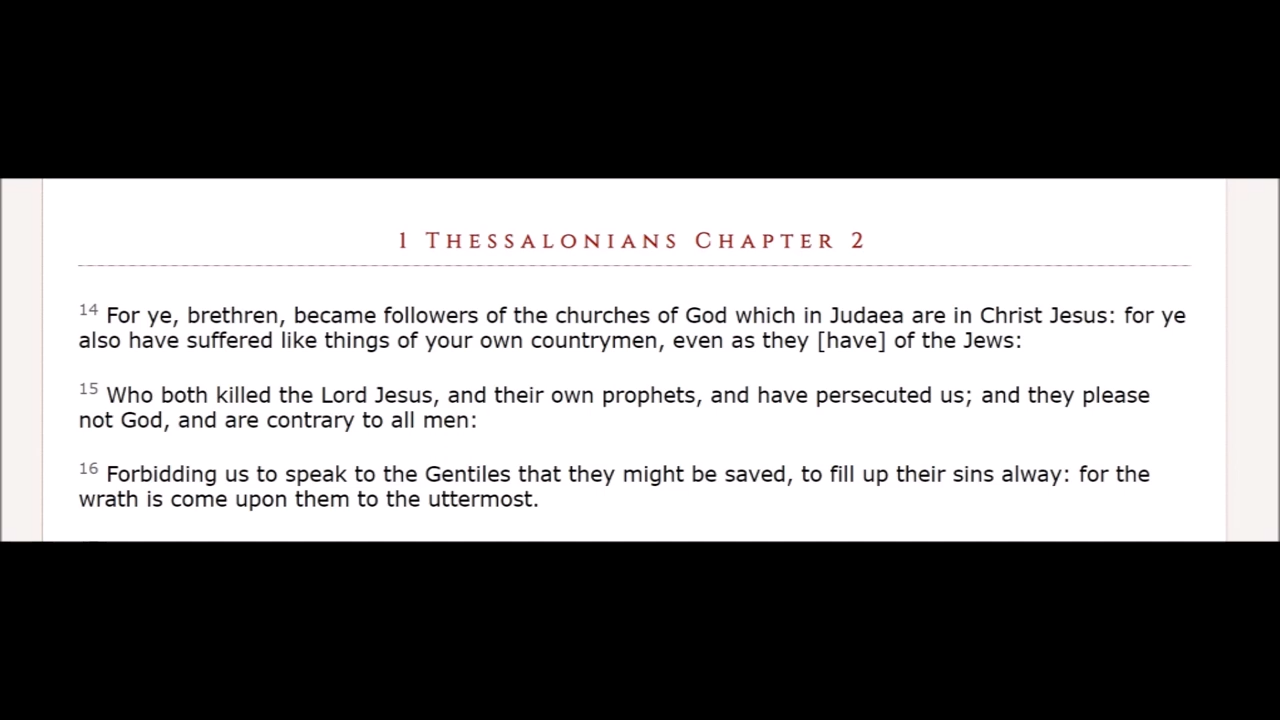 1 Thessalonians Chapter 2
14 For ye, brethren, became followers of the churches of God which in Judaea are in Christ Jesus: for ye
also have suffered like things of your own countrymen, even as they [have] of the Jews:
15 Who both killed the Lord Jesus, and their own prophets, and have persecuted us; and they please
not God, and are contrary to all men:
16 Forbidding us to speak to the Gentiles that they might be saved, to fill up their sins alway: for the
wrath is come upon them to the uttermost.